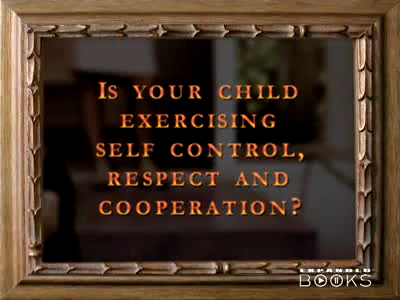 IS YOUR CHILD
EXERCISING
SELF CONTROL,
RESPECT AND
COOPERATION?
EXPANDED
BOOKS